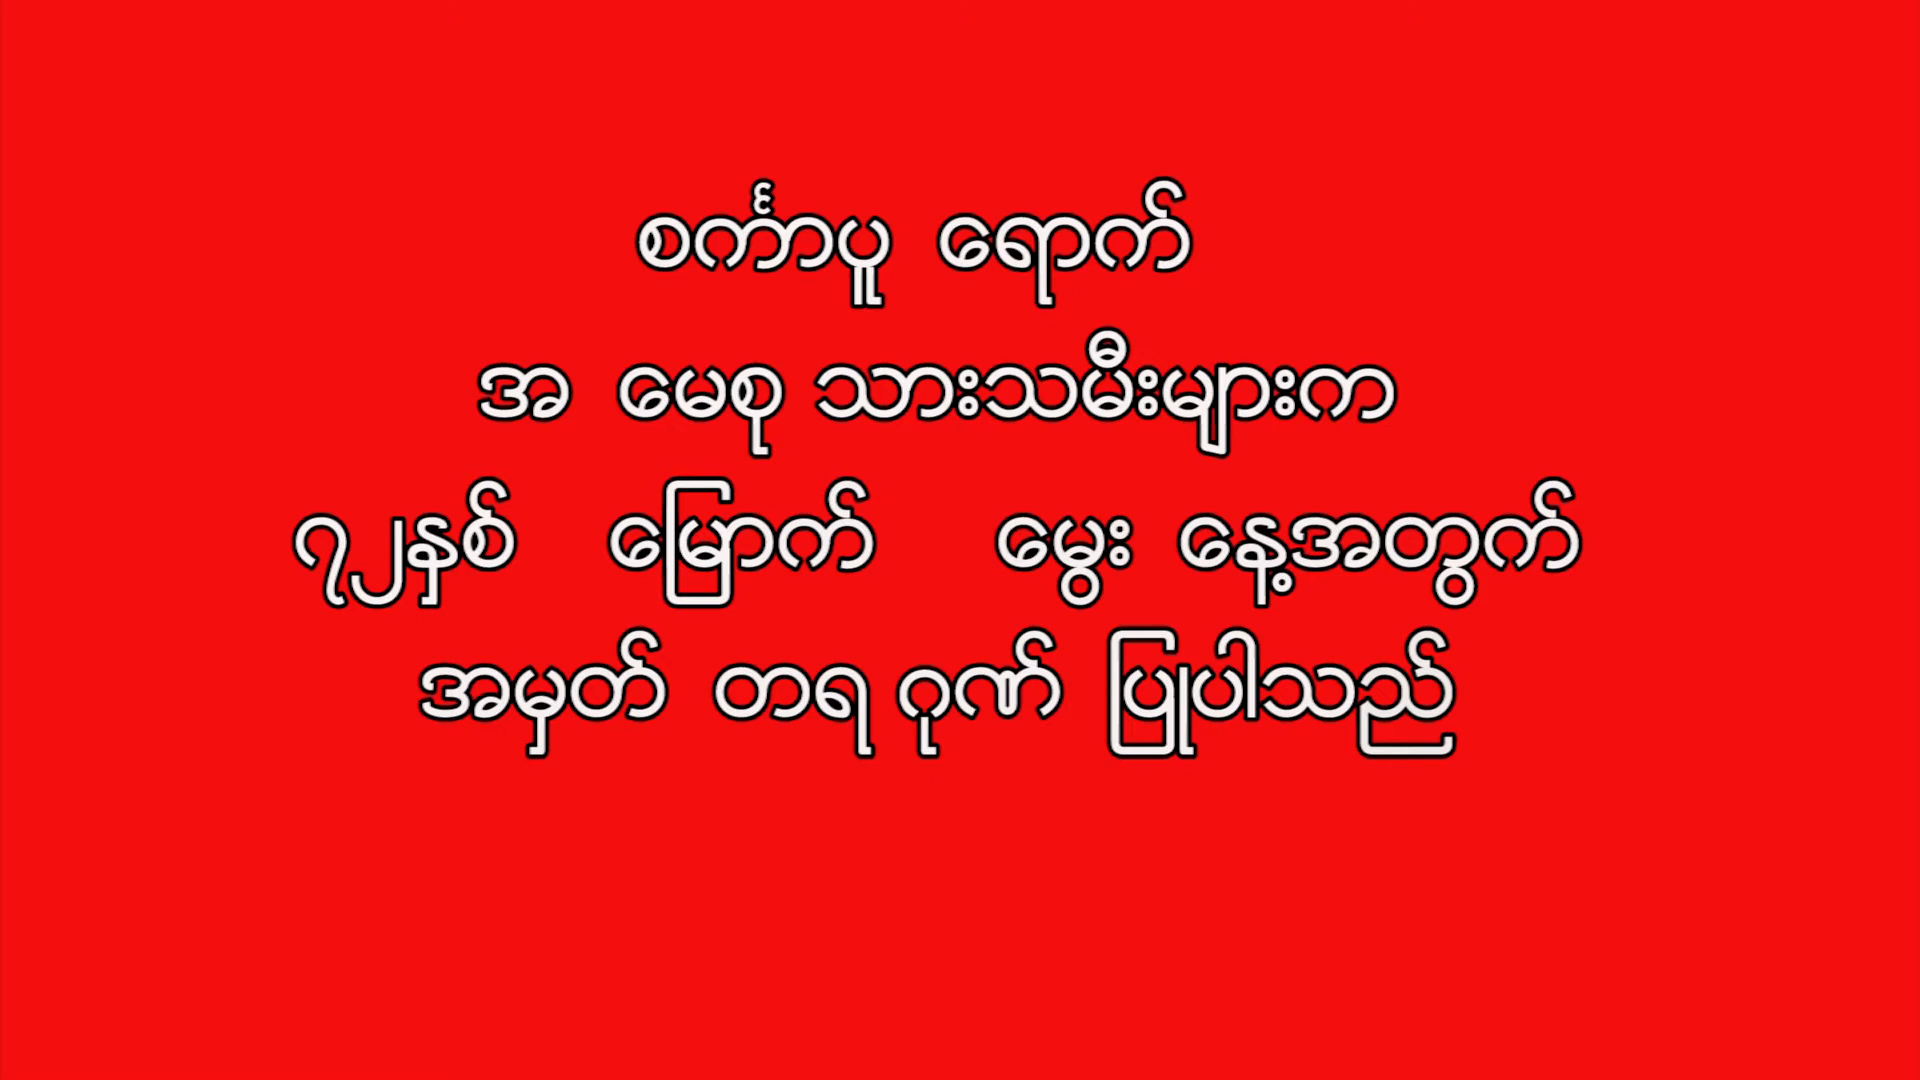 စင်္ကာပူ ရောက်
အ မေစု သားသမီးများက
၇၂နှစ် မြောက် မွေး နေ့အတွက်
အမှတ် တရ ဂုဏ် ပြုပါသည်